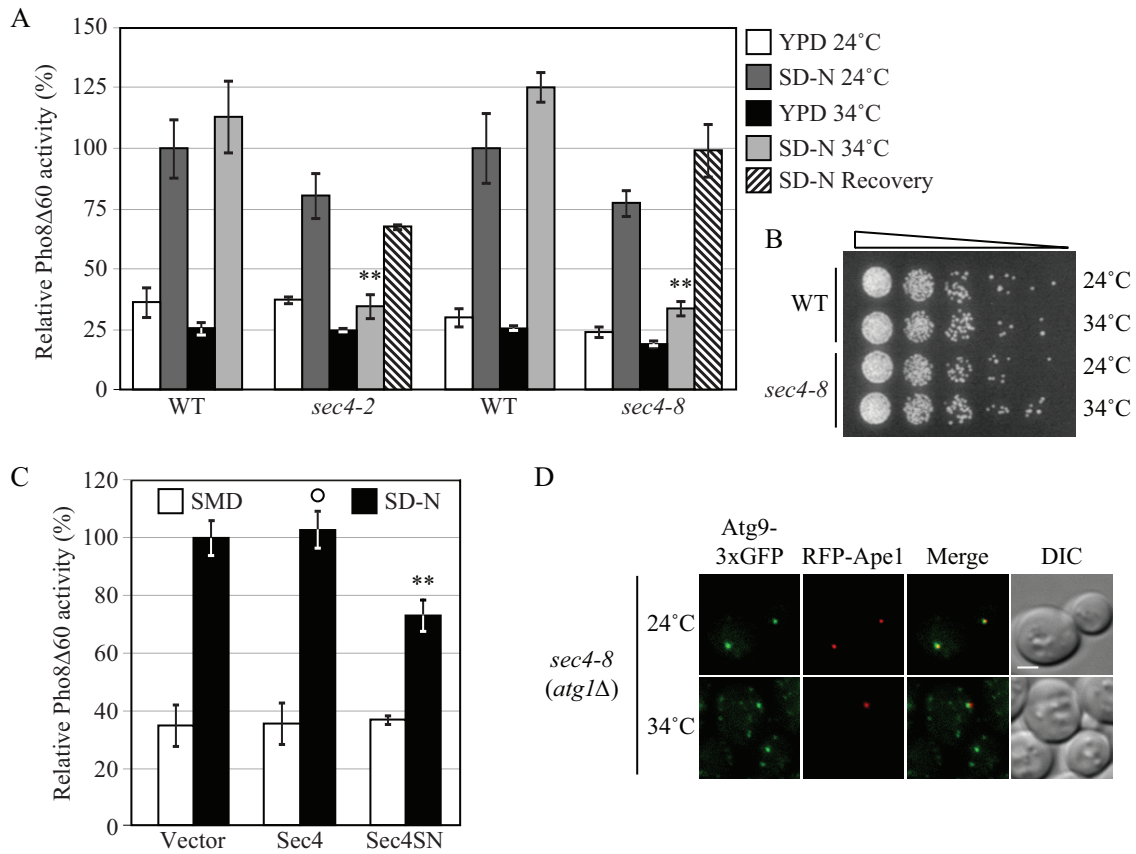 A
Relative Pho8Δ60 activity (%)
150
125
100
75
50
25
0
**
**
WT
sec4-2
WT
sec4-8
YPD 24˚C
SD-N 24˚C
YPD 34˚C
SD-N 34˚C
SD-N Recovery
B
WT
sec4-8
24˚C
34˚C
24˚C
34˚C
C
Relative Pho8Δ60 activity (%)
120
100
80
60
40
20
0
SMD
SD-N
**
Vector
Sec4
Sec4SN
D
Atg9-
3xGFP
RFP-Ape1
Merge
DIC
sec4-8
(atg1Δ)
24˚C
34˚C